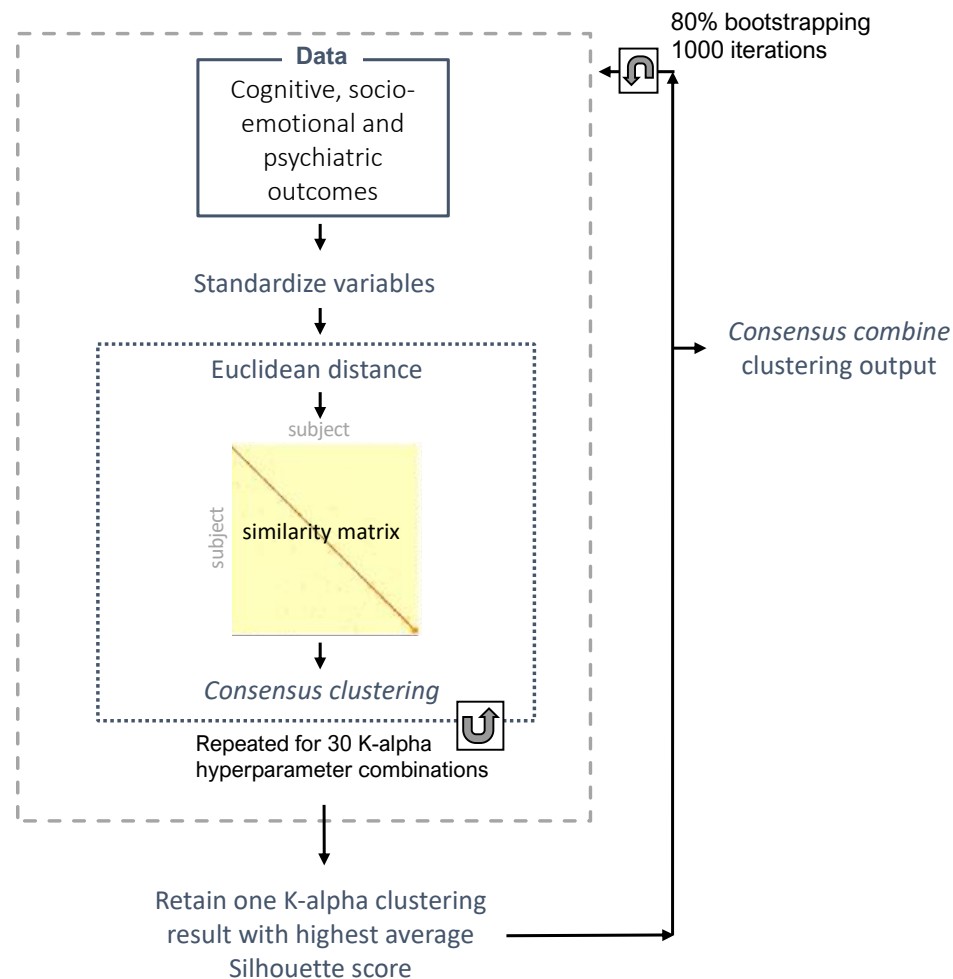 80% bootstrapping
1000 iterations
Data
Cognitive, socio-
emotional and
psychiatric
outcomes
Standardize variables
Euclidean distance
subject
subject
similarity matrix
Consensus clustering
Repeated for 30 K-alpha
hyperparameter combinations
Consensus combine
clustering output
Retain one K-alpha clustering
result with highest average
Silhouette score